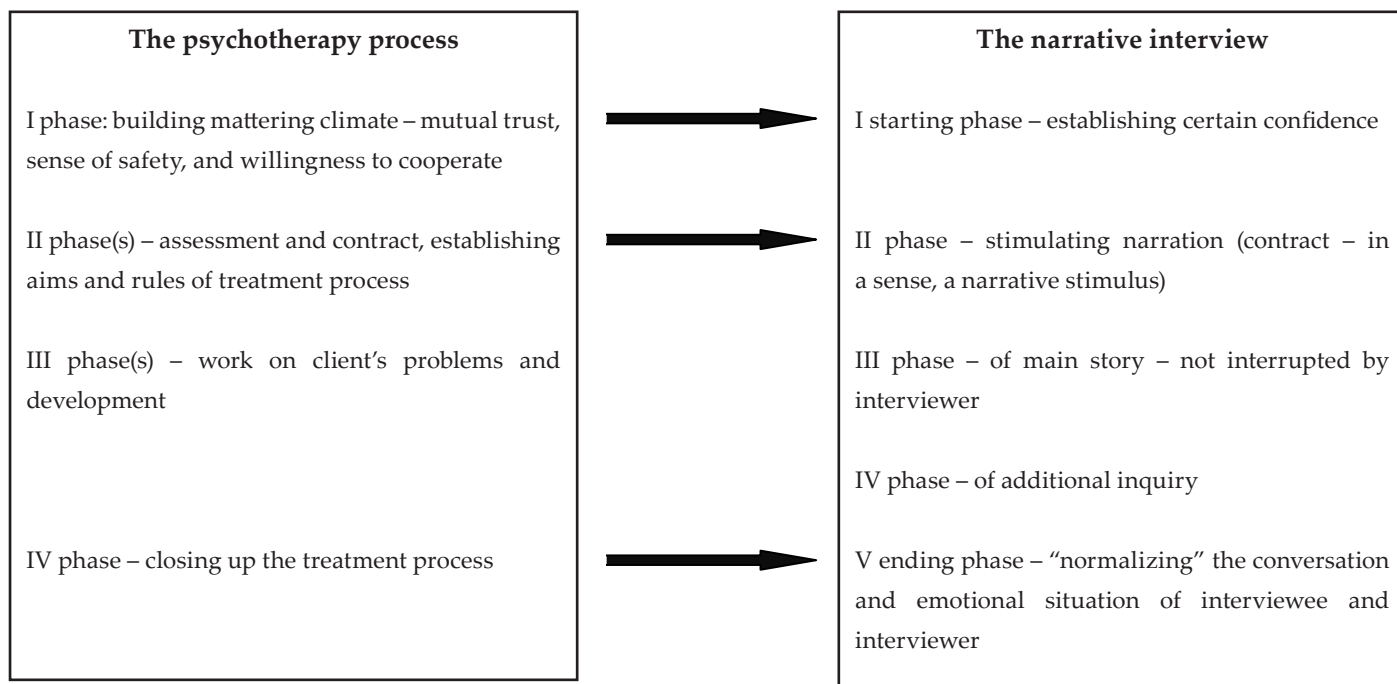 The psychotherapy process
I phase: building mattering climate – mutual trust,
sense of safety, and willingness to cooperate
II phase(s) – assessment and contract, establishing
aims and rules of treatment process
III phase(s) – work on client’s problems and
development
IV phase – closing up the treatment process
The narrative interview
I starting phase – establishing certain confidence
II phase – stimulating narration (contract – in
a sense, a narrative stimulus)
III phase – of main story – not interrupted by
interviewer
IV phase – of additional inquiry
V ending phase – “normalizing” the conversation
and emotional situation of interviewee and
interviewer